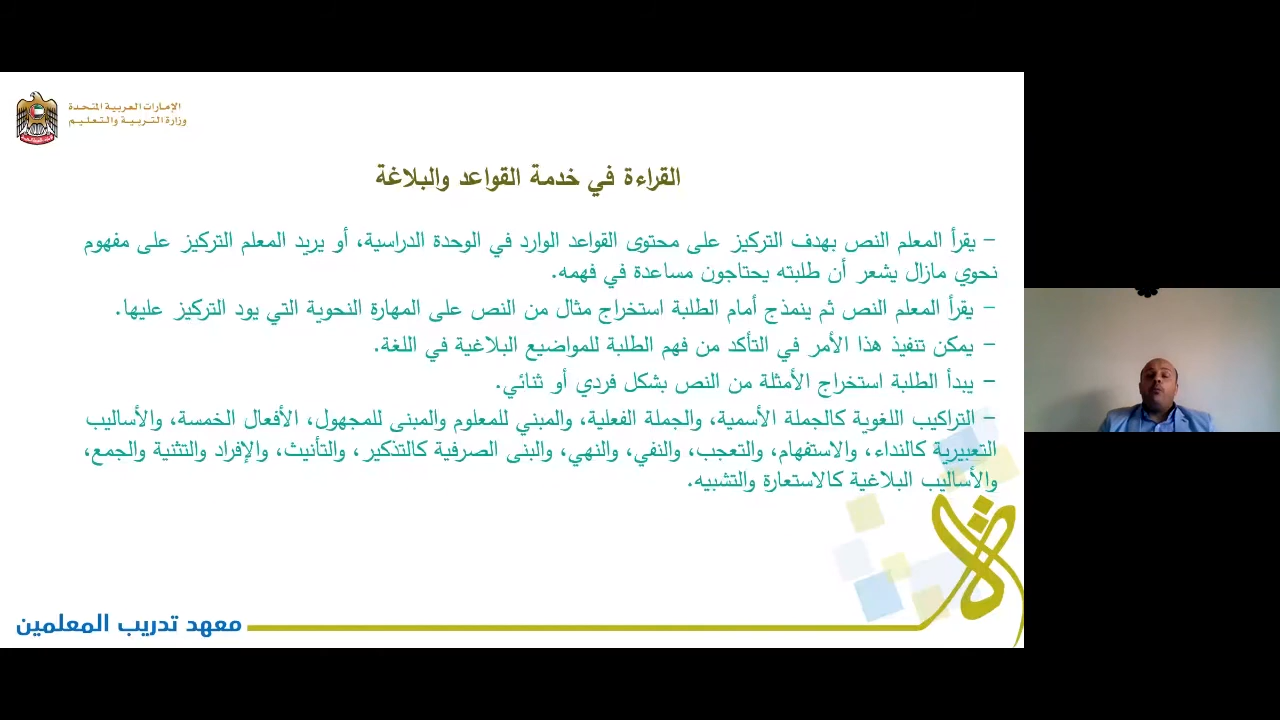 الإمارات العربية المتحدة
وزارة التربية والتعليم
القراءة في خدمة القواعد والبلاغة
– يقرأ المعلم النص بهدف التركيز على محتوى القواعد الوارد في الوحدة الدراسية، أو يريد المعلم التركيز على مفهوم
نحوي مازال يشعر أن طلبته يحتاجون مساعدة في فهمه.
– يقرأ المعلم النص ثم ينمذج أمام الطلبة استخراج مثال من النص على المهارة النحوية التي يود التركيز عليها.
– يمكن تنفيذ هذا الأمر في التأكد من فهم الطلبة للمواضيع البلاغية في اللغة.
– يبدأ الطلبة استخراج الأمثلة من النص بشكل فردي أو ثنائي.
– التراكيب اللغوية كالجملة الأسمية، والجملة الفعلية، والمبني للمعلوم والمبنى للمجهول، الأفعال الخمسة، والأساليب
التعبيرية كالنداء، والاستفهام، والتعجب، والنفي، والنهي، والبنى الصرفية كالتذكير، والتأنيث، والإفراد والتثنية والجمع،
والأساليب البلاغية كالاستعارة والتشبيه.
معهد تدريب المعلمين